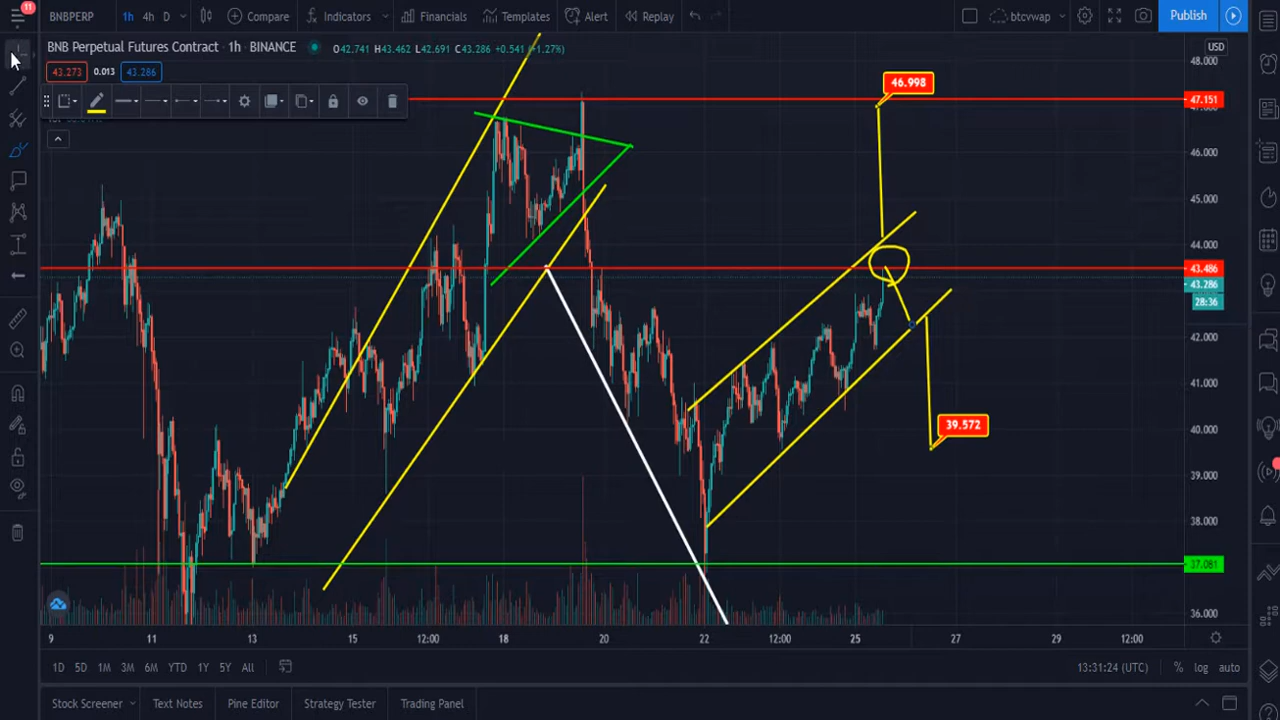 11
BNBPERP 1h 4h D Compare Indicators Financials Templates Alert Replay btcvwap Publish
BNB Perpetual Futures Contract · 1h · BINANCE O42.741 H43.462 L42.691 C43.286 +0.541 (+1.27%)
USD
43.273 0.013 43.286
48.000
46.998
47.151
46.000
45.000
44.000
43.486
43.286
28:36
42.000
41.000
40.000
39.572
39.000
38.000
37.081
36.000
9 11 13 15 12:00 18 20 22 12:00 25 27 29 12:00
1D 5D 1M 3M 6M YTD 1Y 5Y All 13:31:24 (UTC) % log auto
Stock Screener Text Notes Pine Editor Strategy Tester Trading Panel